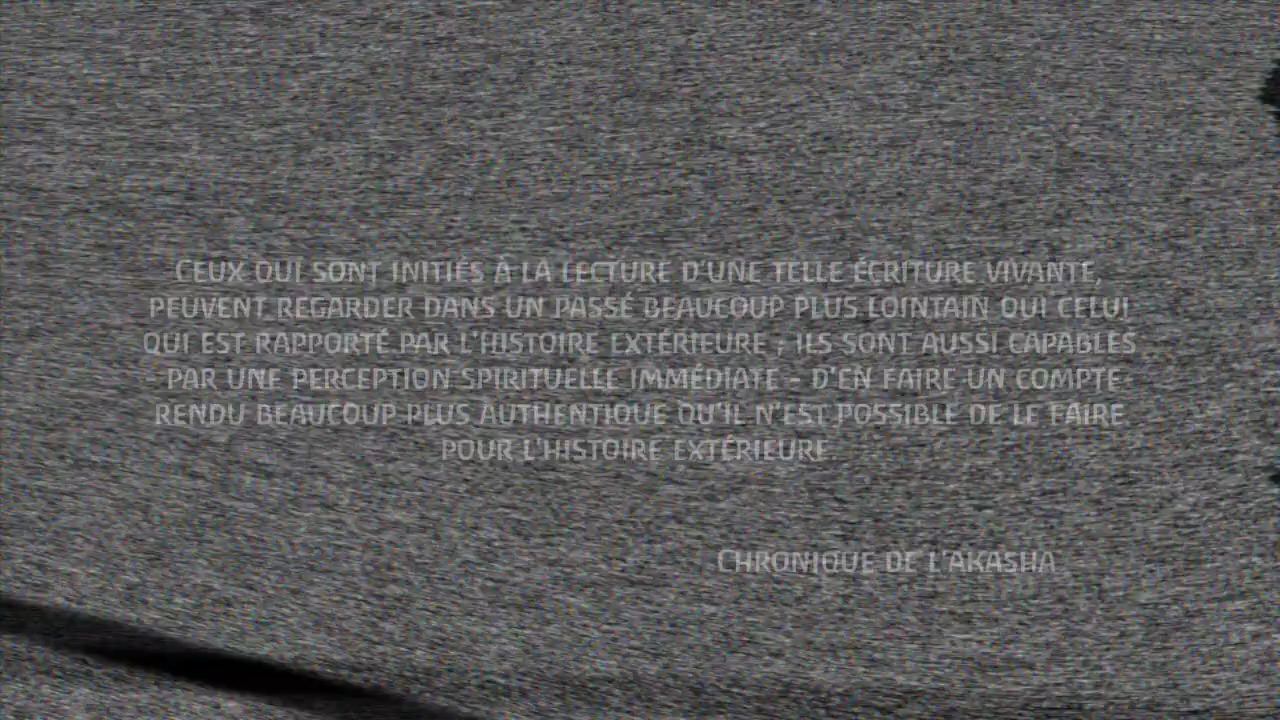 Ceux qui sont initiés à la lecture d'une telle écriture vivante,
peuvent regarder dans un passé beaucoup plus lointain qui celui
qui est rapporté par l'histoire extérieure ; ils sont aussi capables
- par une perception spirituelle immédiate - d'en faire un compte
rendu beaucoup plus authentique qu'il n'est possible de le faire
pour l'histoire extérieure.
Chronique de l'akasha